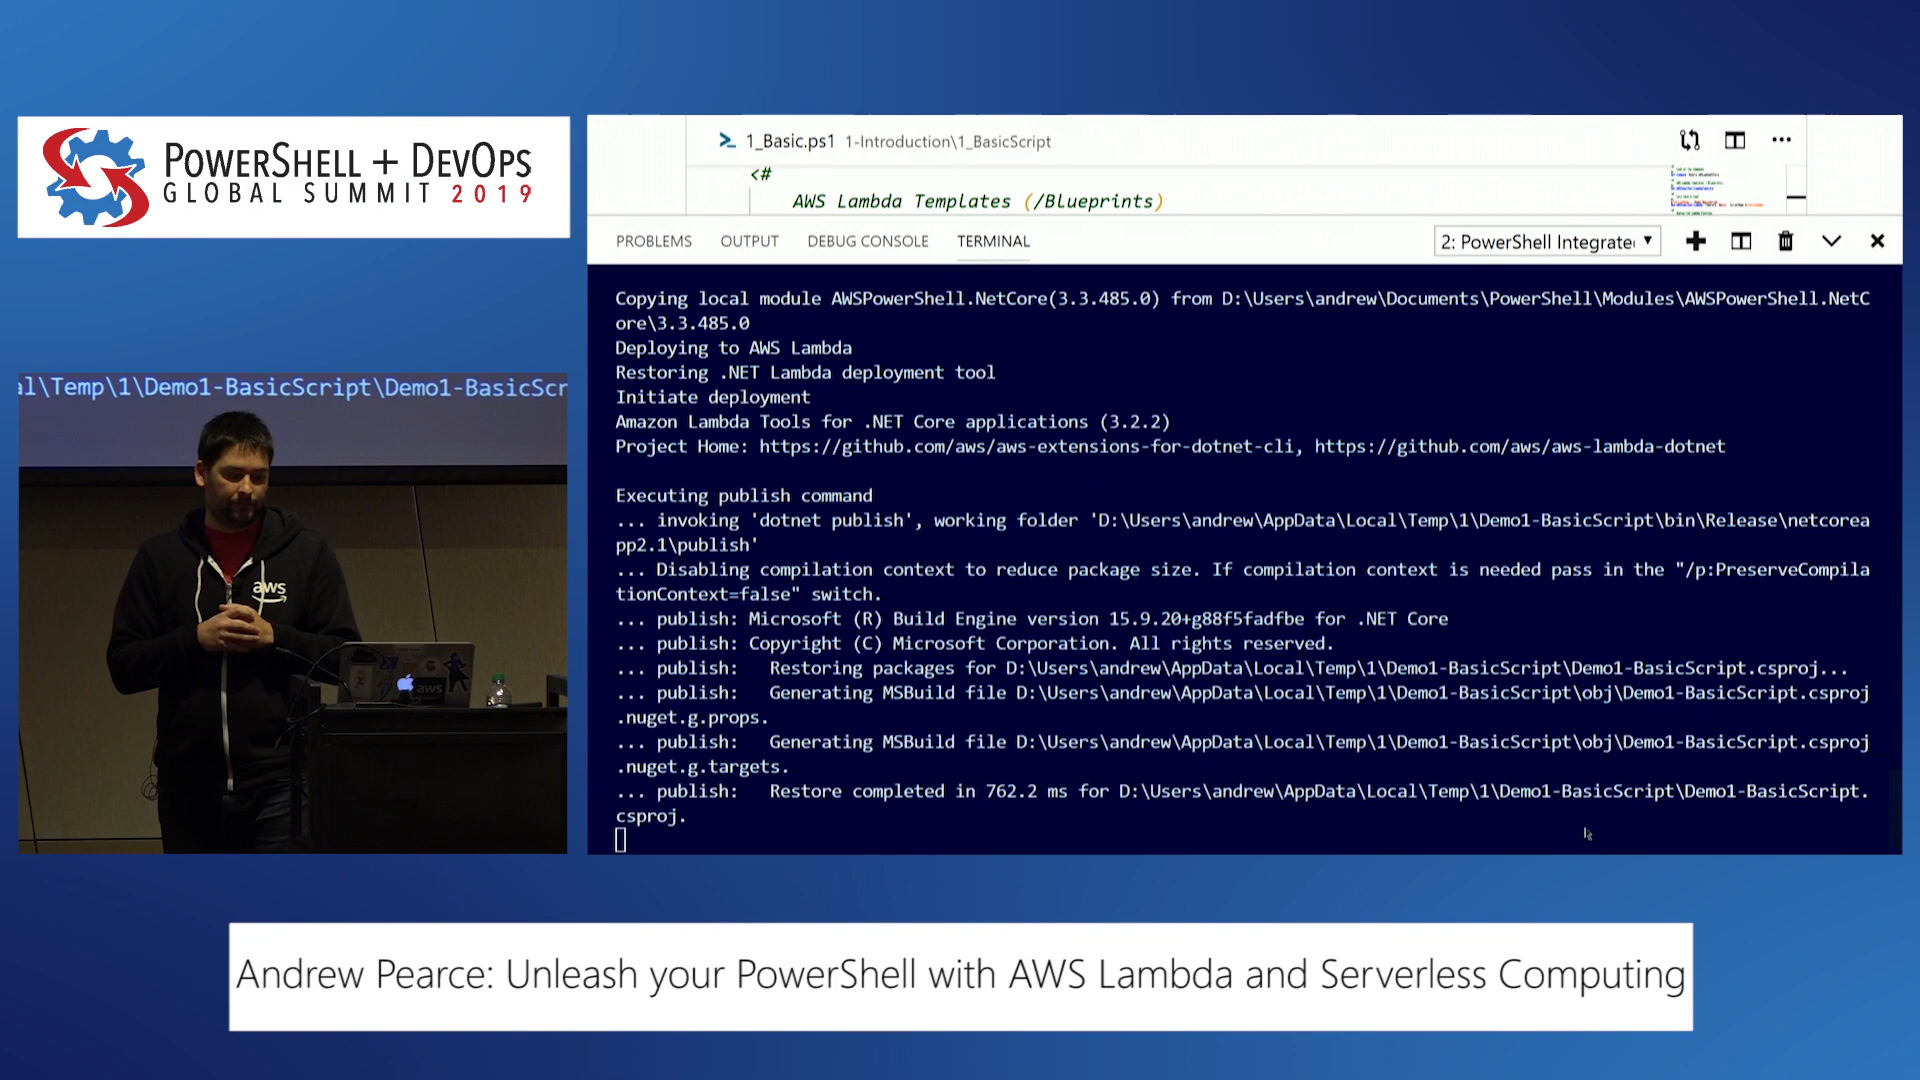 POWERSHELL + DEVOPS
GLOBAL SUMMIT 2019
1_Basic.ps1 1-Introduction\1_BasicScript
<#
AWS Lambda Templates (/Blueprints)
PROBLEMS OUTPUT DEBUG CONSOLE TERMINAL 2: PowerShell Integrate
Copying local module AWSPowerShell.NetCore(3.3.485.0) from D:\Users\andrew\Documents\PowerShell\Modules\AWSPowerShell.NetC
ore\3.3.485.0
Deploying to AWS Lambda
Restoring .NET Lambda deployment tool
Initiate deployment
Amazon Lambda Tools for .NET Core applications (3.2.2)
Project Home: https://github.com/aws/aws-extensions-for-dotnet-cli, https://github.com/aws/aws-lambda-dotnet
Executing publish command
... invoking 'dotnet publish', working folder 'D:\Users\andrew\AppData\Local\Temp\1\Demo1-BasicScript\bin\Release\netcorea
pp2.1\publish'
... Disabling compilation context to reduce package size. If compilation context is needed pass in the "/p:PreserveCompila
tionContext=false" switch.
... publish: Microsoft (R) Build Engine version 15.9.20+g88f5fadfbe for .NET Core
... publish: Copyright (C) Microsoft Corporation. All rights reserved.
... publish:   Restoring packages for D:\Users\andrew\AppData\Local\Temp\1\Demo1-BasicScript\Demo1-BasicScript.csproj...
... publish:   Generating MSBuild file D:\Users\andrew\AppData\Local\Temp\1\Demo1-BasicScript\obj\Demo1-BasicScript.csproj
.nuget.g.props.
... publish:   Generating MSBuild file D:\Users\andrew\AppData\Local\Temp\1\Demo1-BasicScript\obj\Demo1-BasicScript.csproj
.nuget.g.targets.
... publish:   Restore completed in 762.2 ms for D:\Users\andrew\AppData\Local\Temp\1\Demo1-BasicScript\Demo1-BasicScript.
csproj.
al\Temp\1\Demo1-BasicScript\Demo1-BasicScr
aws
aws
Andrew Pearce: Unleash your PowerShell with AWS Lambda and Serverless Computing